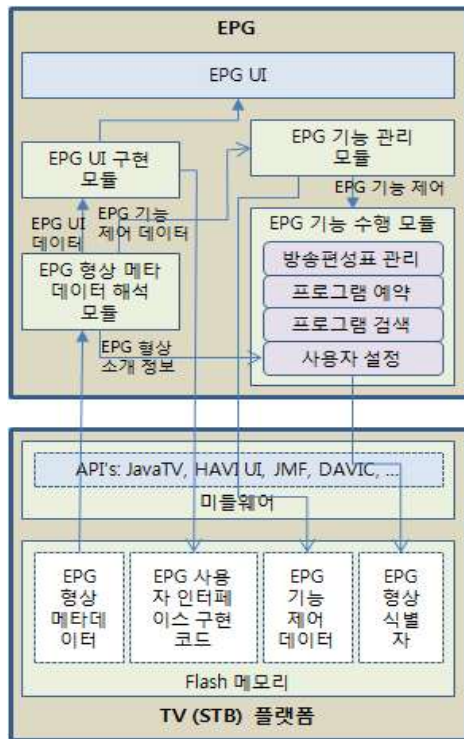 EPG
EPG UI
EPG UI 구현
모듈
EPG 기능 관리
모듈
EPG UI
데이터
EPG 기능
제어 데이터
EPG 기능 제어
EPG 형상 메타
데이터 해석
모듈
EPG 기능 수행 모듈
방송편성표 관리
프로그램 예약
프로그램 검색
사용자 설정
EPG 형상
소개 정보
API's: JavaTV, HAVI UI, JMF, DAVIC, ...
미들웨어
EPG
형상
메타데
이터
EPG 사용
자 인터페
이스 구현
코드
EPG
기능
제어
데이터
EPG
형상
식별
자
Flash 메모리
TV (STB) 플랫폼